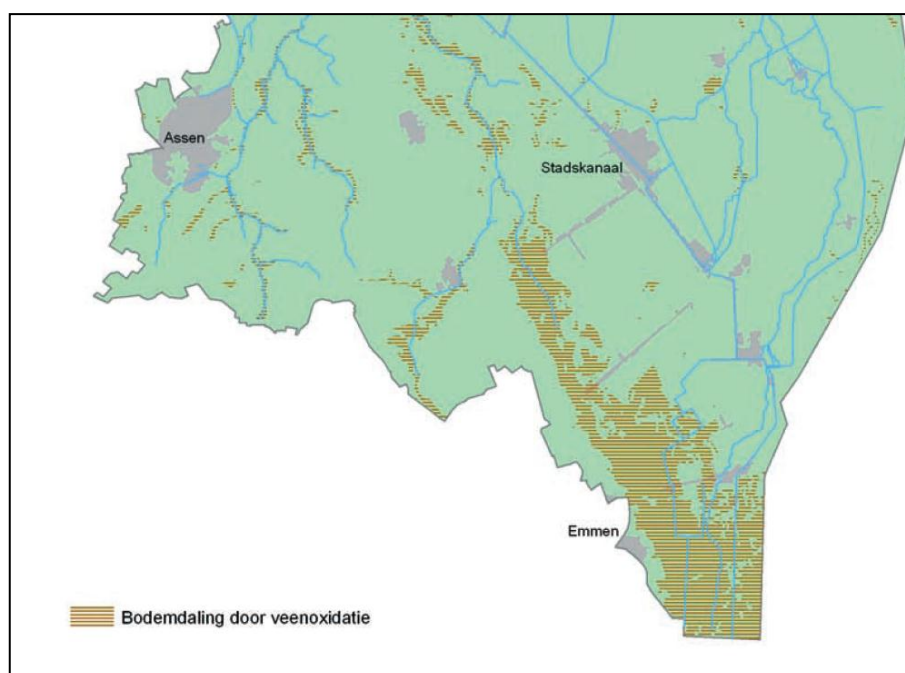 Assen
Stadskanaal
Emmen
Bodemdaling door veenoxidatie